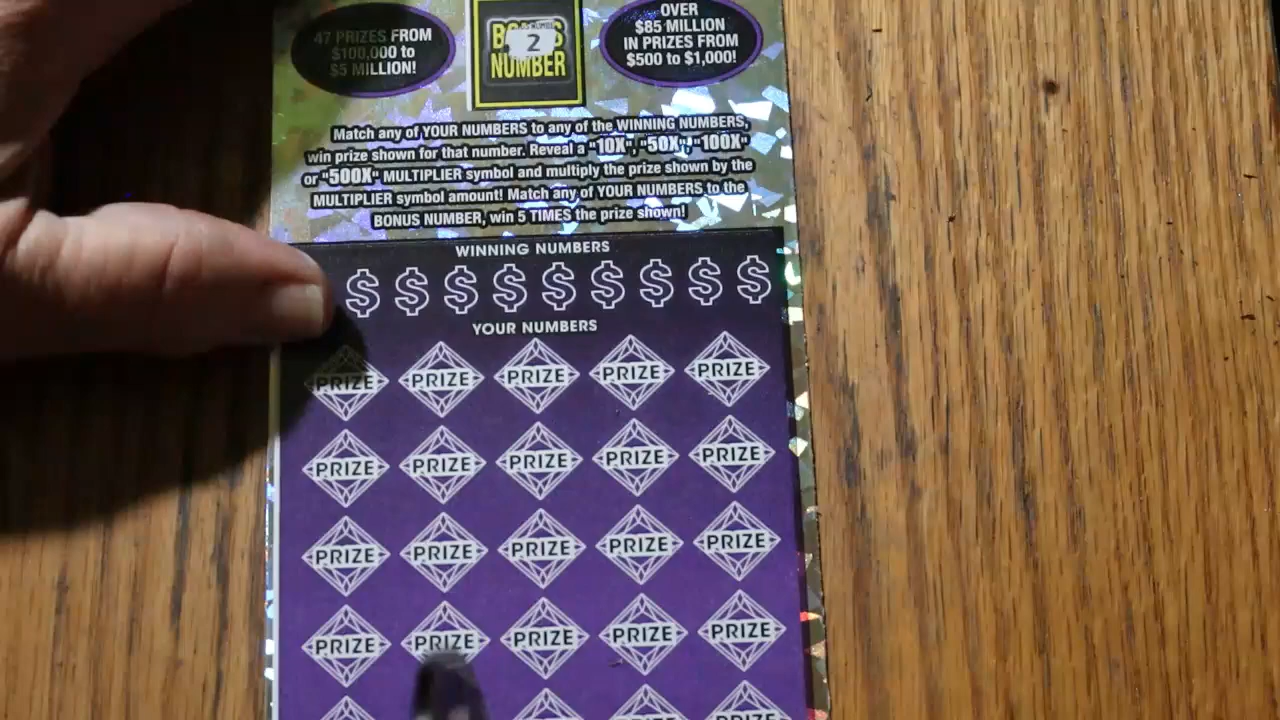 47 PRIZES FROM
$100,000 to
$5 MILLION!
2
NUMBER
OVER
$85 MILLION
IN PRIZES FROM
$500 to $1,000!
Match any of YOUR NUMBERS to any of the WINNING NUMBERS,
win prize shown for that number. Reveal a "10X", "50X", "100X"
or "500X" MULTIPLIER symbol and multiply the prize shown by the
MULTIPLIER symbol amount! Match any of YOUR NUMBERS to the
BONUS NUMBER, win 5 TIMES the prize shown!
WINNING NUMBERS
$ $ $ $ $ $ $ $ $
YOUR NUMBERS
PRIZE PRIZE PRIZE PRIZE PRIZE
PRIZE PRIZE PRIZE PRIZE PRIZE
PRIZE PRIZE PRIZE PRIZE PRIZE
PRIZE PRIZE PRIZE PRIZE PRIZE
PRIZE